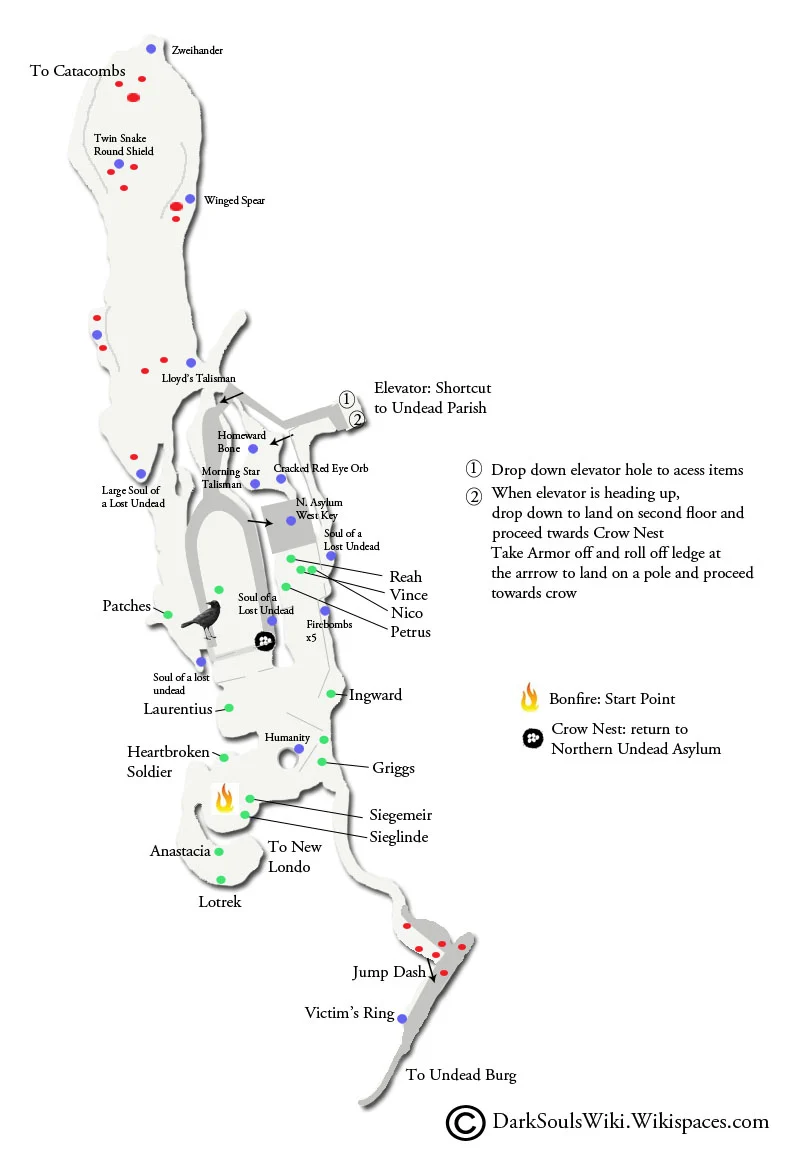 Zweihander
To Catacombs
Twin Snake
Round Shield
Winged Spear
Lloyd's Talisman
Elevator: Shortcut
to Undead Parish
1
2
Homeward
Bone
Morning Star
Talisman
Cracked Red Eye Orb
Large Soul of
a Lost Undead
N. Asylum
West Key
Soul of a
Lost Undead
1 Drop down elevator hole to acess items
2 When elevator is heading up,
drop down to land on second floor and
proceed twards Crow Nest
Take Armor off and roll off ledge at
the arrrow to land on a pole and proceed
towards crow
Reah
Vince
Nico
Petrus
Patches
Soul of a
Lost Undead
Firebombs
x5
Soul of a lost
undead
Ingward
Laurentius
Bonfire: Start Point
Crow Nest: return to
Northern Undead Asylum
Humanity
Heartbroken
Soldier
Griggs
Siegemeir
Sieglinde
Anastacia
To New
Londo
Lotrek
Jump Dash
Victim's Ring
To Undead Burg
© DarkSoulsWiki.Wikispaces.com